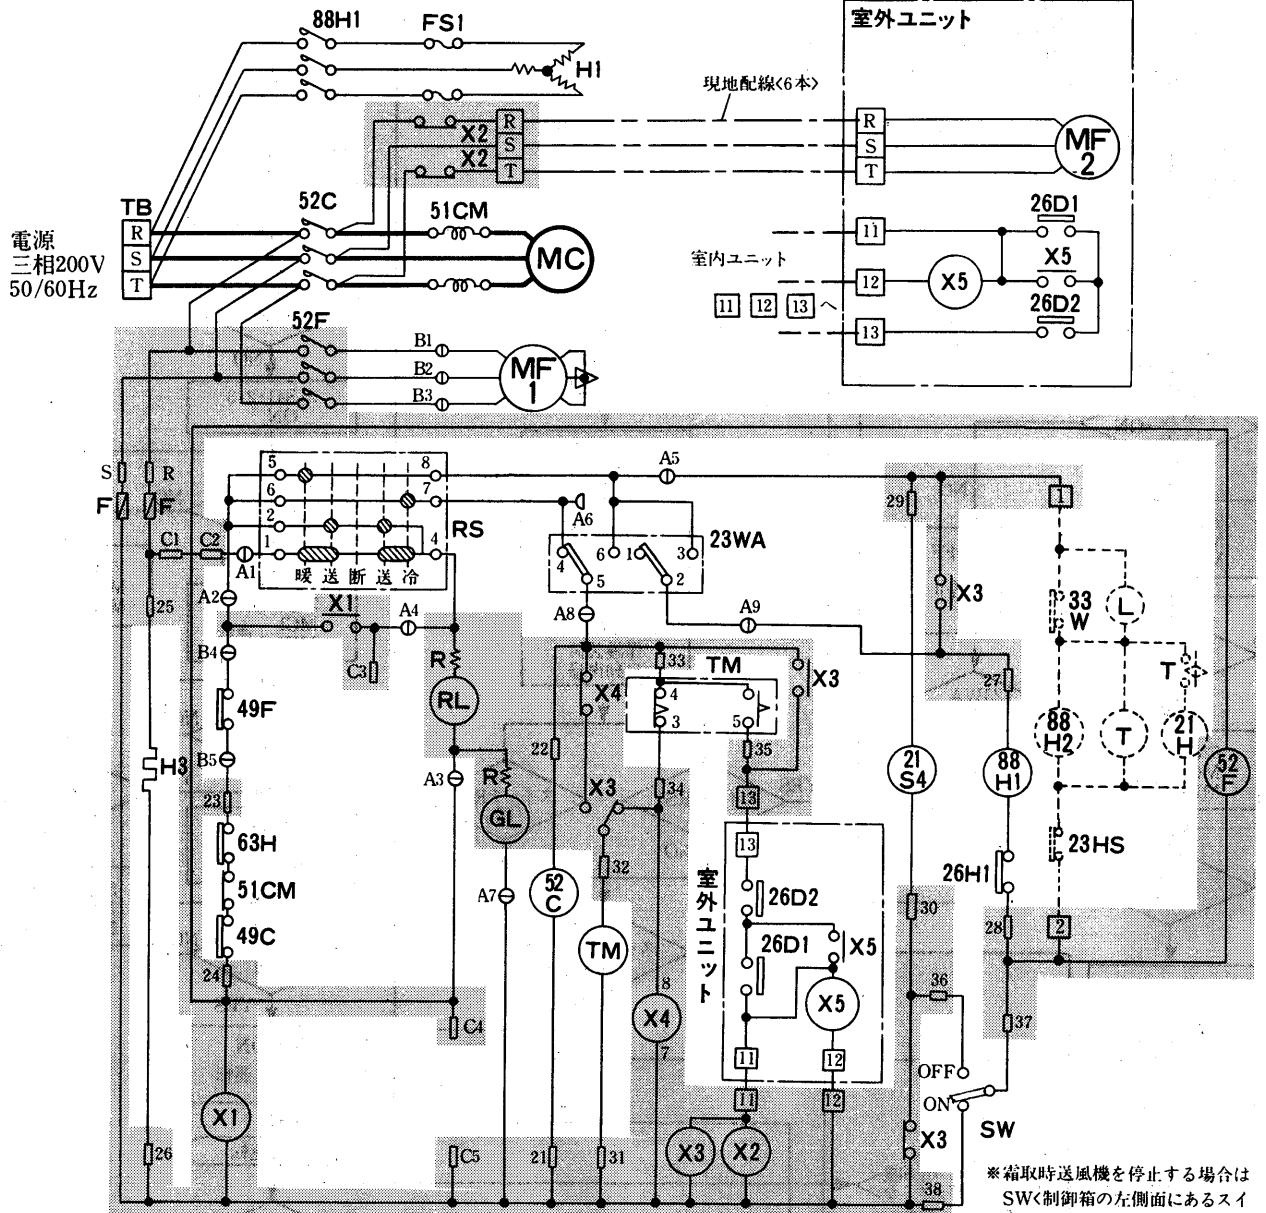 88H1
FS1
H1
室外ユニット
現地配線<6本>
X2
X2
R
S
T
R
S
T
MF
2
TB
R
S
T
電源
三相200V
50/60Hz
52C
51CM
MC
52F
B1
B2
B3
MF
1
室内ユニット
11 12 13 へ
11
12
13
X5
26D1
X5
26D2
S
R
F
F
C1
C2
A1
5
6
2
1
8
7
4
RS
暖 送 断 送 冷
A5
A6
23WA
4
5
6
1
3
2
A2
25
X1
A4
C3
A8
A9
29
X3
1
33
W
L
T
B4
49F
B5
23
63H
51CM
49C
24
H3
R
RL
A3
R
GL
A7
X4
22
33
TM
4
3
5
X3
35
13
X3
34
32
27
21
S4
88
H1
88
H2
T
21
H
52
F
23HS
26H1
28
2
52
C
TM
室外ユニット
13
26D2
26D1
X5
X5
11
12
11
12
30
36
37
8
X4
7
C4
X1
26
C5
21
31
X3
X2
OFF
ON
SW
X3
38
※霜取時送風機を停止する場合は
SW<制御箱の左側面にあるスイ